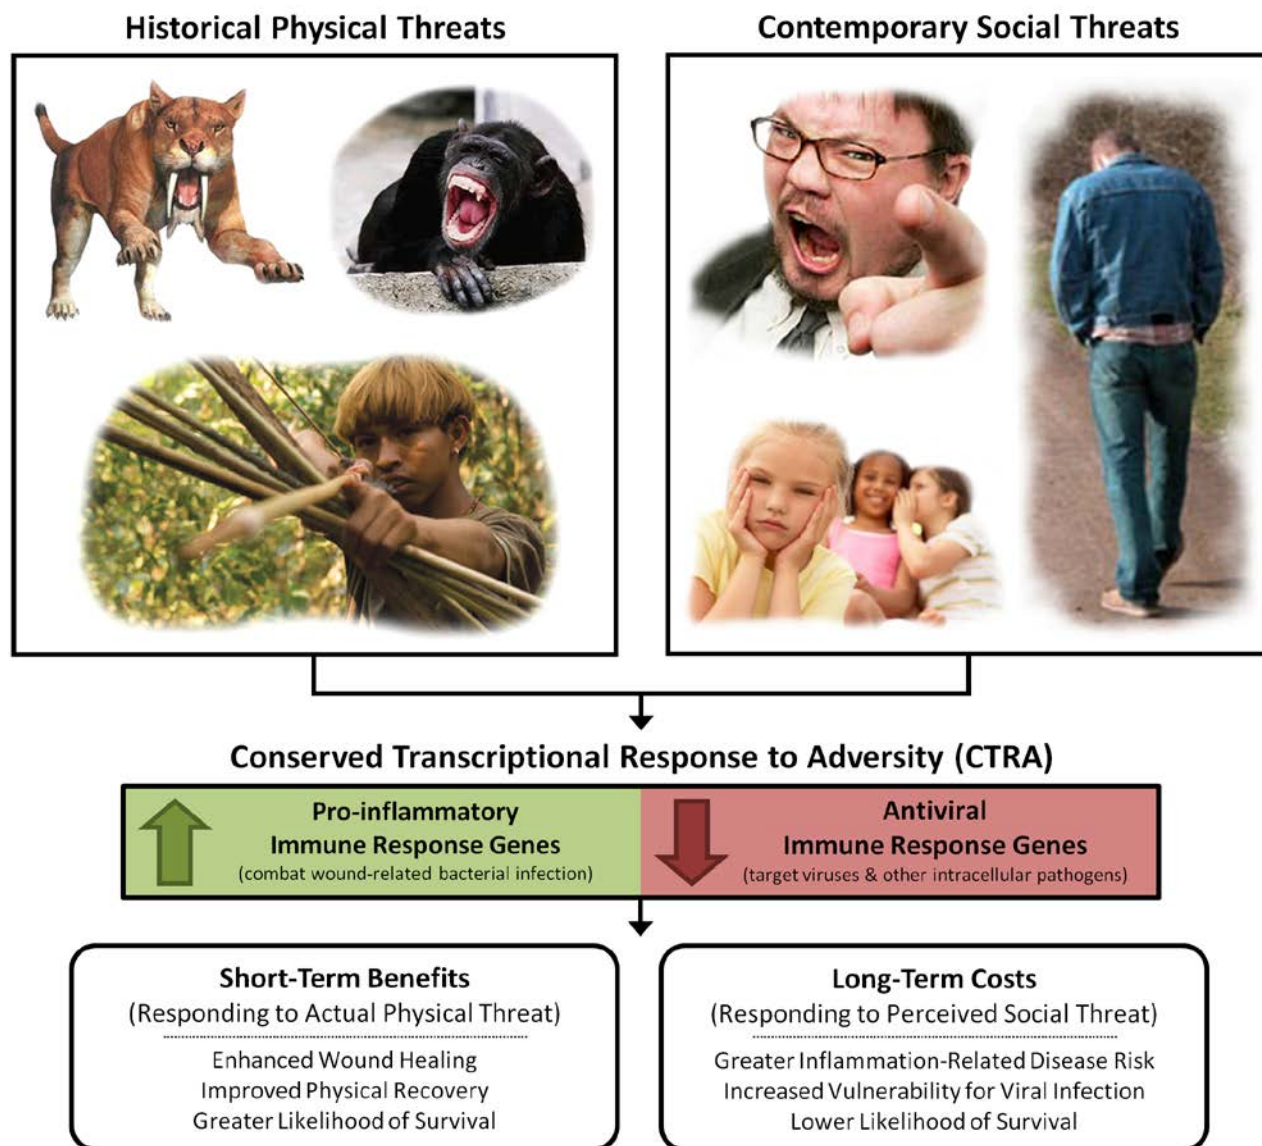 Historical Physical Threats
Contemporary Social Threats
Conserved Transcriptional Response to Adversity (CTRA)
Pro-inflammatory
Immune Response Genes
(combat wound-related bacterial infection)
Antiviral
Immune Response Genes
(target viruses & other intracellular pathogens)
Short-Term Benefits
(Responding to Actual Physical Threat)
Enhanced Wound Healing
Improved Physical Recovery
Greater Likelihood of Survival
Long-Term Costs
(Responding to Perceived Social Threat)
Greater Inflammation-Related Disease Risk
Increased Vulnerability for Viral Infection
Lower Likelihood of Survival